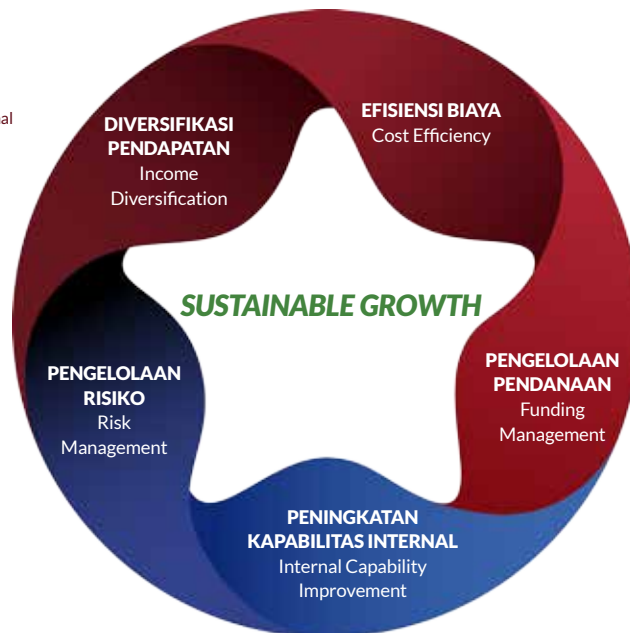 al
DIVERSIFIKASI
PENDAPATAN
Income
Diversification
EFISIENSI BIAYA
Cost Efficiency
SUSTAINABLE GROWTH
PENGELOLAAN
RISIKO
Risk
Management
PENGELOLAAN
PENDANAAN
Funding
Management
PENINGKATAN
KAPABILITAS INTERNAL
Internal Capability
Improvement